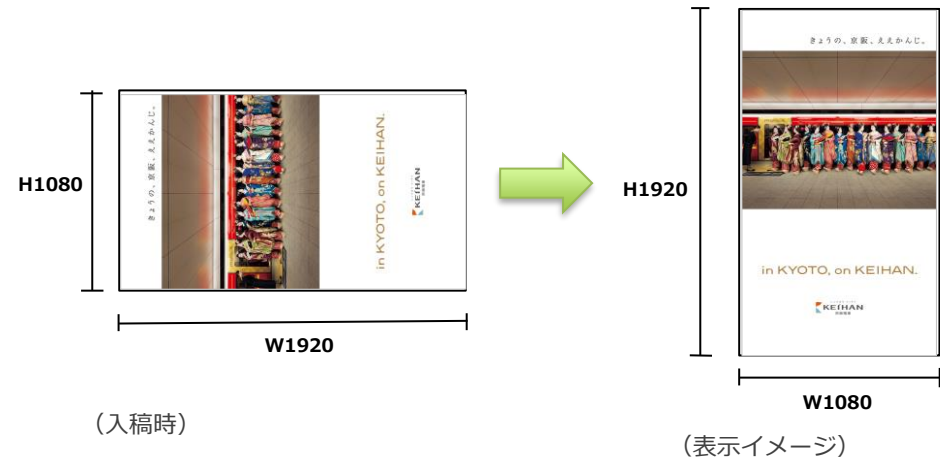 H1080
きょうの、京阪、ええかんじ。
in KYOTO, on KEIHAN.
KEIHAN
W1920
(入稿時)
H1920
きょうの、京阪、ええかんじ。
in KYOTO, on KEIHAN.
KEIHAN
W1080
(表示イメージ)